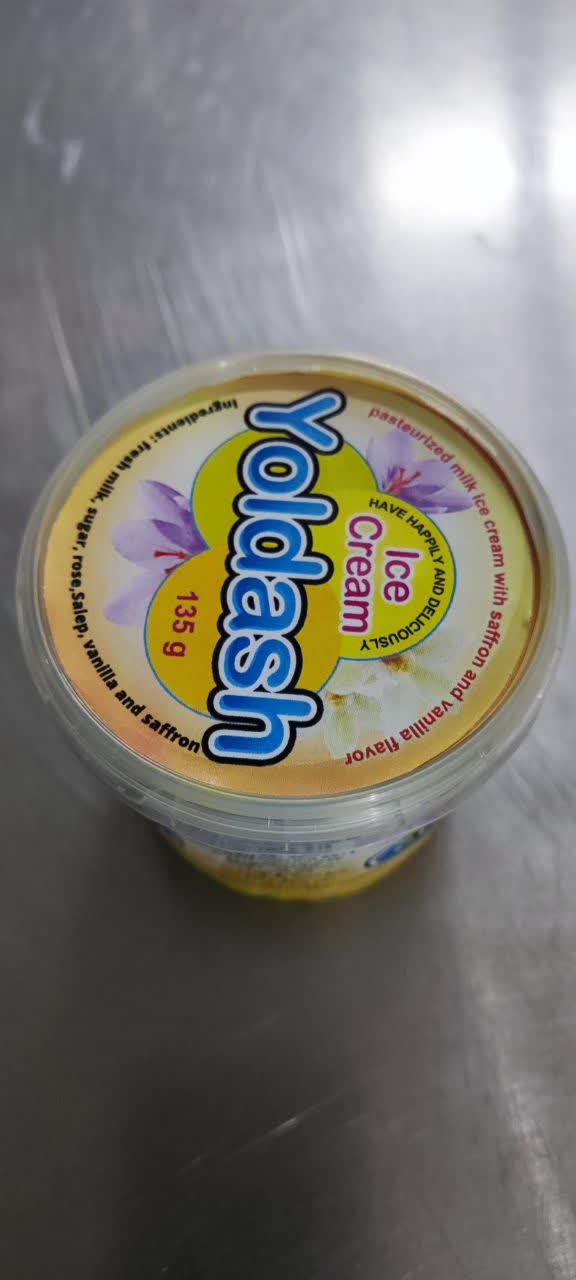 Yoldash
Ice
Cream
HAVE HAPPILY AND DELICIOUSLY
135 g
pasteurized milk ice cream with saffron and vanilla flavor
Ingredients: fresh milk, sugar, rose,Salep, vanilla and saffron